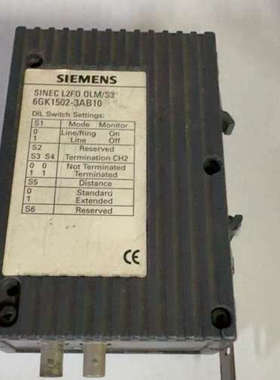 SIEMENS
SINEC L2FO OLM/S3
6GK1502-3AB10
DIL Switch Settings:
S1 Mode Monitor
0 Line/Ring On
1 Line Off
S2 Reserved
S3 S4 Termination CH2
0 0 Not Terminated
1 1 Terminated
S5 Distance
0 Standard
1 Extended
S6 Reserved
CE